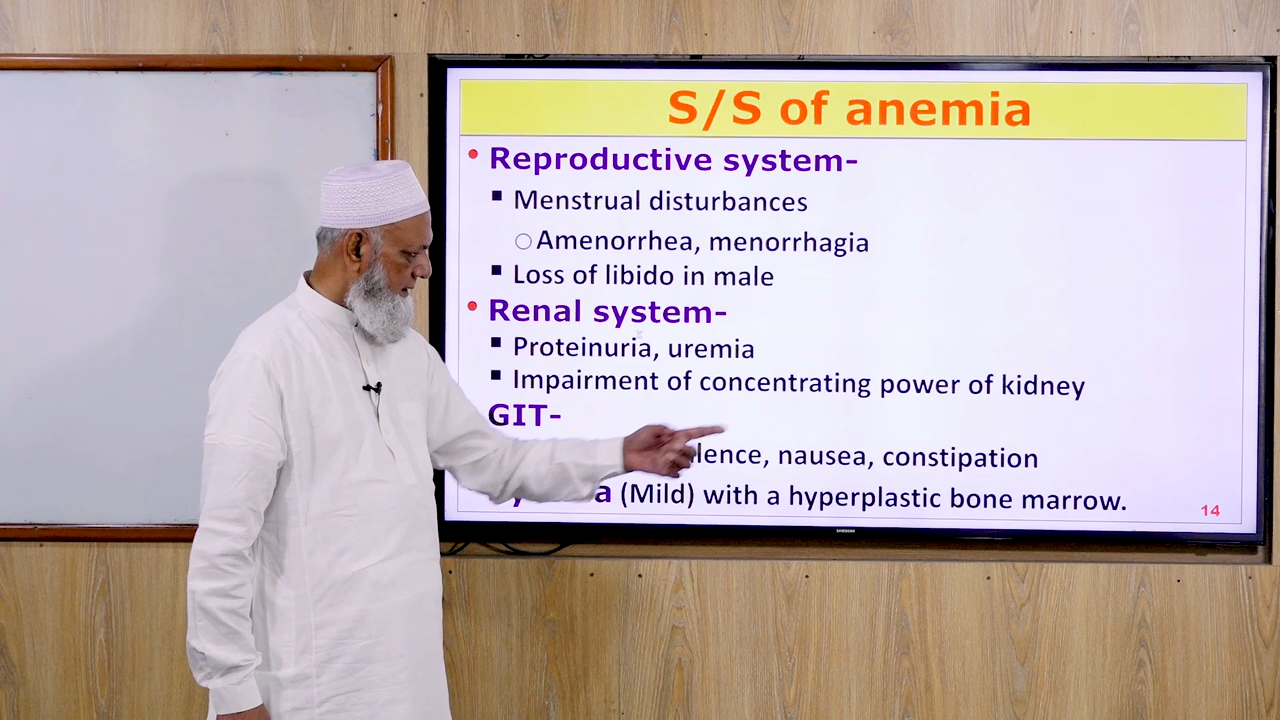 S/S of anemia
• Reproductive system-
▪ Menstrual disturbances
○ Amenorrhea, menorrhagia
▪ Loss of libido in male
• Renal system-
▪ Proteinuria, uremia
▪ Impairment of concentrating power of kidney
GIT-
nausea, constipation
(Mild) with a hyperplastic bone marrow.
14
SAMSUNG